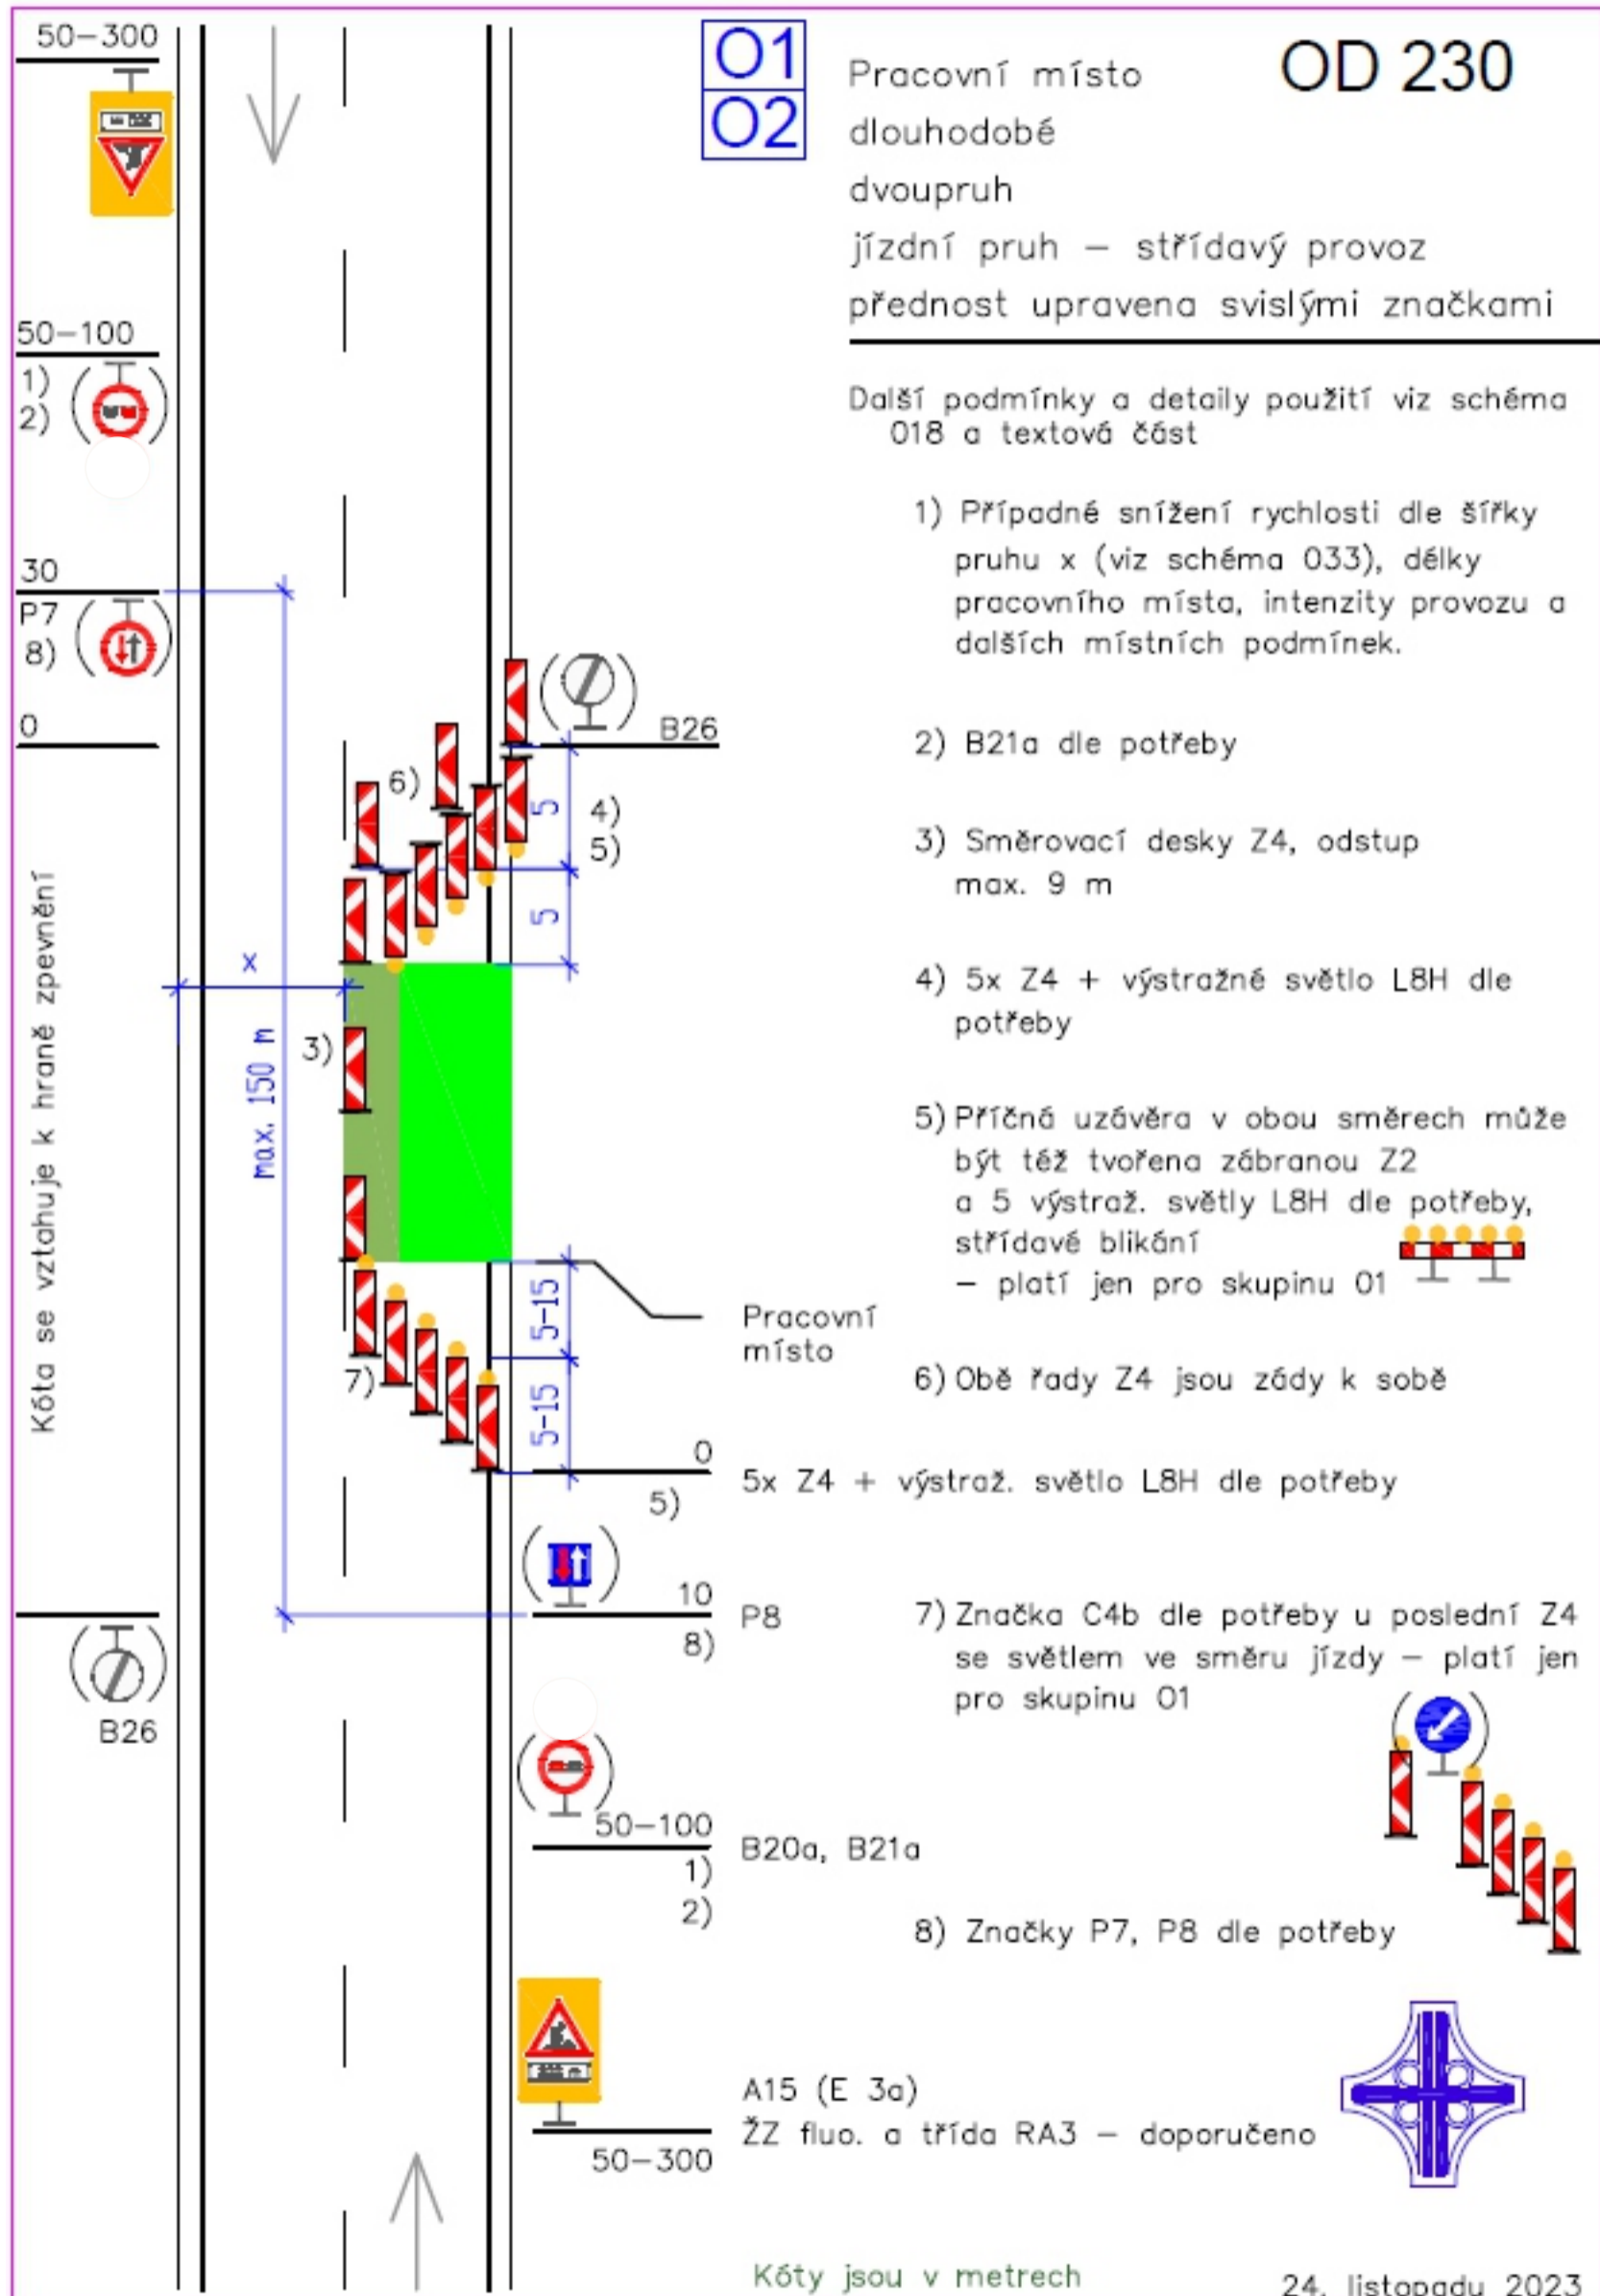 50-300
O1
O2
OD 230
Pracovní místo
dlouhodobé
dvoupruh
jízdní pruh – střídavý provoz
přednost upravena svislými značkami
50-100
1)
2)
Další podmínky a detaily použití viz schéma
018 a textová část
1) Případné snížení rychlosti dle šířky
pruhu x (viz schéma 033), délky
pracovního místa, intenzity provozu a
dalších místních podmínek.
30
P7
8)
0
B26
2) B21a dle potřeby
6)
5
4)
5)
3) Směrovací desky Z4, odstup
max. 9 m
5
x
Kóta se vztahuje k hraně zpevnění
max. 150 m
3)
4) 5x Z4 + výstražné světlo L8H dle
potřeby
5) Příčná uzávěra v obou směrech může
být též tvořena zábranou Z2
a 5 výstraž. světly L8H dle potřeby,
střídavé blikání
– platí jen pro skupinu 01
5-15
Pracovní
místo
7)
5-15
6) Obě řady Z4 jsou zády k sobě
0
5)
5x Z4 + výstraž. světlo L8H dle potřeby
10
P8
8)
7) Značka C4b dle potřeby u poslední Z4
se světlem ve směru jízdy – platí jen
pro skupinu 01
B26
50-100
B20a, B21a
1)
2)
8) Značky P7, P8 dle potřeby
A15 (E 3a)
ŽZ fluo. a třída RA3 – doporučeno
50-300
Kóty jsou v metrech
24. listopadu 2023